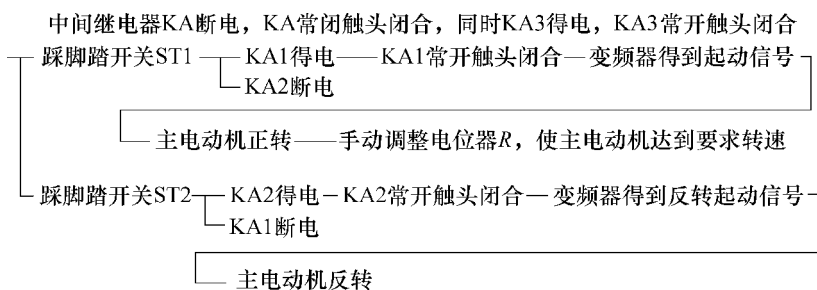 中间继电器KA断电，KA常闭触头闭合，同时KA3得电，KA3常开触头闭合
踩脚踏开关ST1 KA1得电 KA1常开触头闭合 变频器得到起动信号
KA2断电
主电动机正转 手动调整电位器R，使主电动机达到要求转速
踩脚踏开关ST2 KA2得电 KA2常开触头闭合 变频器得到反转起动信号
KA1断电
主电动机反转